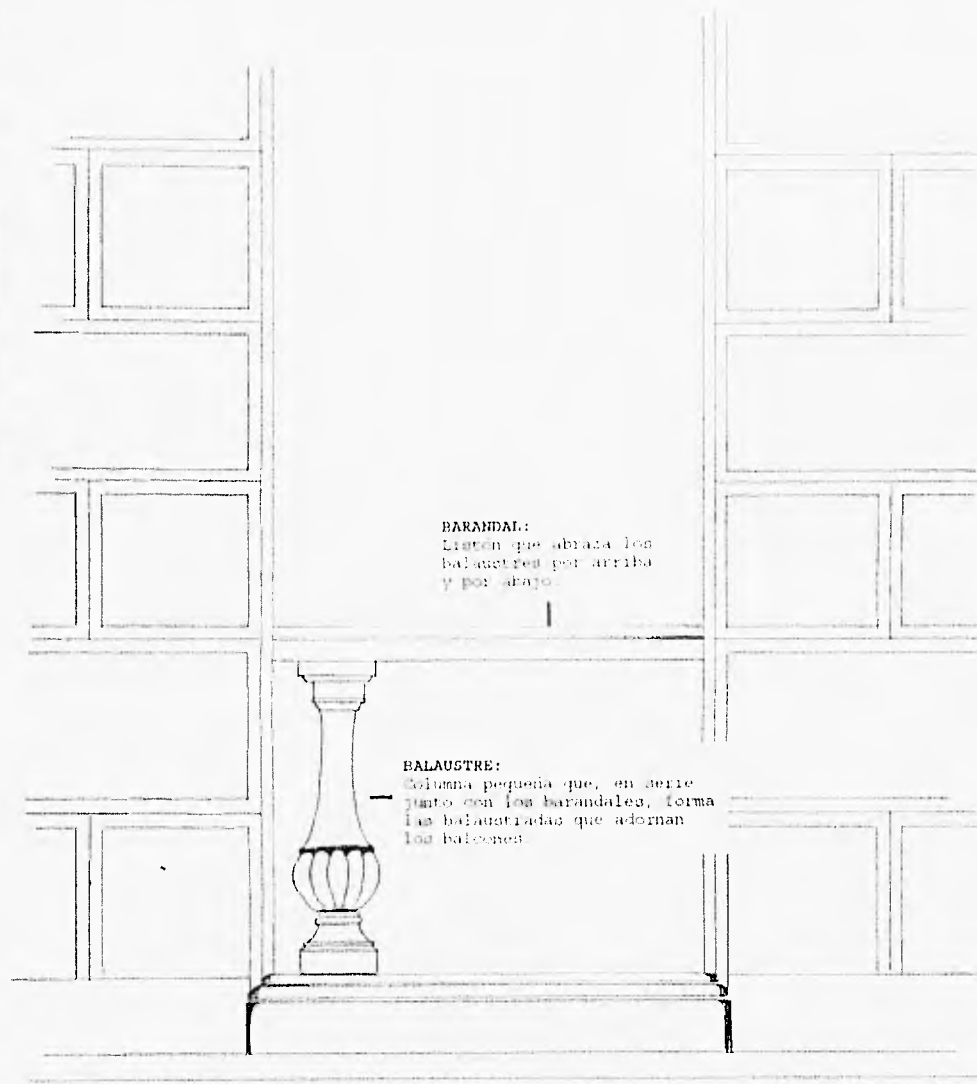 BARANDAL:
Listón que abraza los
balaustres por arriba
y por abajo.
BALAUSTRE:
Columna pequeña que, en serie
junto con los barandales, forma
las balaustradas que adornan
los balcones.